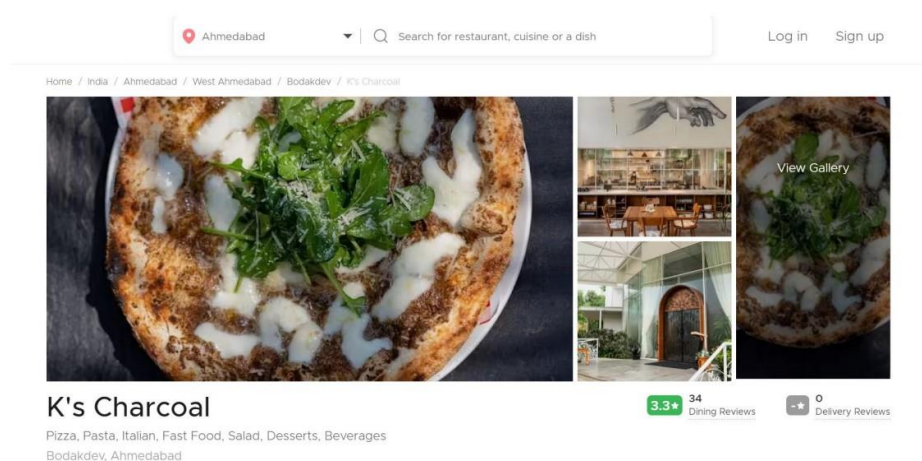 Ahmedabad
Search for restaurant, cuisine or a dish
Log in
Sign up
Home / India / Ahmedabad / West Ahmedabad / Bodakdev / K's Charcoal
View Gallery
K's Charcoal
3.3★
34
Dining Reviews
-★
0
Delivery Reviews
Pizza, Pasta, Italian, Fast Food, Salad, Desserts, Beverages
Bodakdev, Ahmedabad